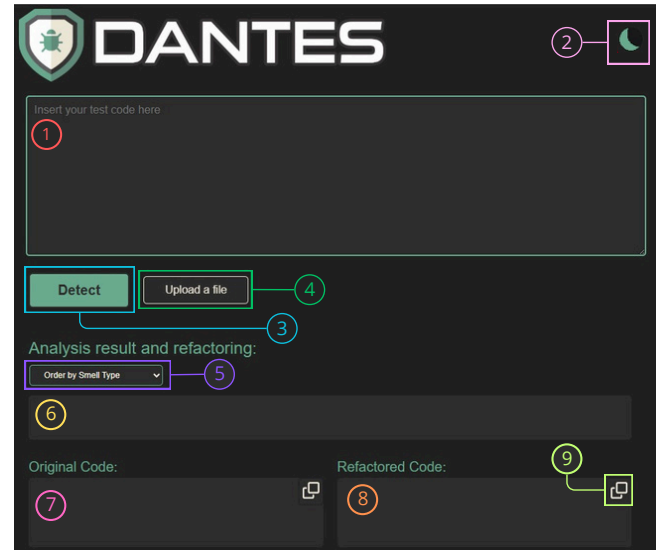 DANTES
2
Insert your test code here
1
Detect
Upload a file
4
3
Analysis result and refactoring:
Order by Smell Type
5
6
Original Code:
Refactored Code:
9
7
8